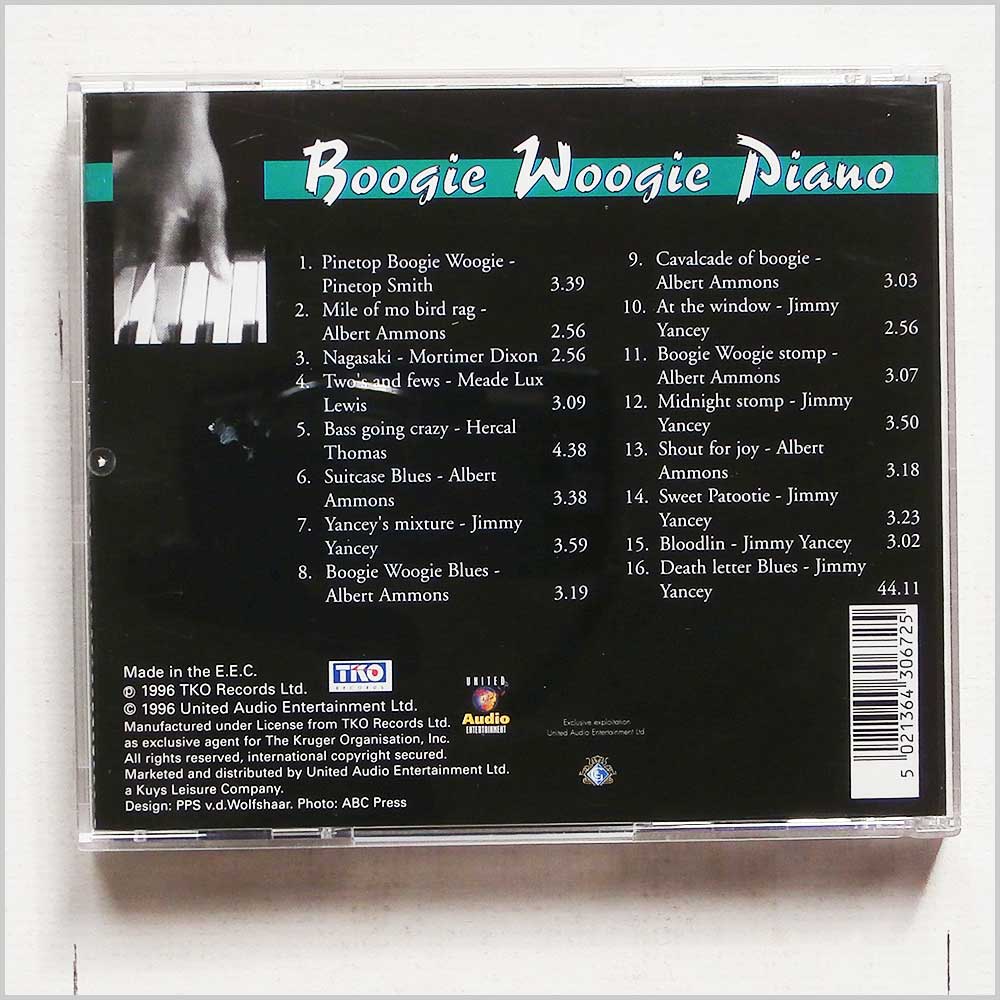 Boogie Woogie Piano
1. Pinetop Boogie Woogie -
Pinetop Smith 3.39
2. Mile of mo bird rag -
Albert Ammons 2.56
3. Nagasaki - Mortimer Dixon 2.56
4. Two's and fews - Meade Lux
Lewis 3.09
5. Bass going crazy - Hercal
Thomas 4.38
6. Suitcase Blues - Albert
Ammons 3.38
7. Yancey's mixture - Jimmy
Yancey 3.59
8. Boogie Woogie Blues -
Albert Ammons 3.19
9. Cavalcade of boogie -
Albert Ammons 3.03
10. At the window - Jimmy
Yancey 2.56
11. Boogie Woogie stomp -
Albert Ammons 3.07
12. Midnight stomp - Jimmy
Yancey 3.50
13. Shout for joy - Albert
Ammons 3.18
14. Sweet Patootie - Jimmy
Yancey 3.23
15. Bloodlin - Jimmy Yancey 3.02
16. Death letter Blues - Jimmy
Yancey 44.11
Made in the E.E.C.
℗ 1996 TKO Records Ltd.
© 1996 United Audio Entertainment Ltd.
Manufactured under License from TKO Records Ltd.
as exclusive agent for The Kruger Organisation, Inc.
All rights reserved, international copyright secured.
Marketed and distributed by United Audio Entertainment Ltd.
a Kuys Leisure Company.
Design: PPS v.d.Wolfshaar. Photo: ABC Press
TKO
RECORDS
UNITED
Audio
ENTERTAINMENT
Exclusive exploitation
United Audio Entertainment Ltd
5 021364 306725